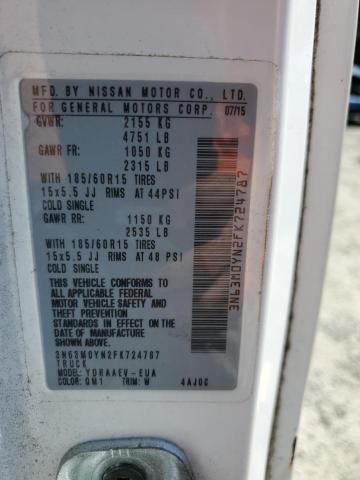 MFD. BY NISSAN MOTOR CO., LTD.
FOR GENERAL MOTORS CORP. 07/15
GVWR: 2155 KG
4751 LB
GAWR FR: 1050 KG
2315 LB
WITH 185/60R15 TIRES
15x5.5 JJ RIMS AT 44PSI
COLD SINGLE
GAWR RR: 1150 KG
2535 LB
WITH 185/60R15 TIRES
15x5.5 JJ RIMS AT 48 PSI
COLD SINGLE
THIS VEHICLE CONFORMS TO
ALL APPLICABLE FEDERAL
MOTOR VEHICLE SAFETY AND
THEFT PREVENTION
STANDARDS IN EFFECT ON THE
DATE OF MANUFACTURE
SHOWN ABOVE.
3N63M0YN2FK724787
TRUCK
MODEL: YDRAAEV-EUA
COLOR: QM1 TRIM: W 4AJ0C
3N63M0YN2FK724787